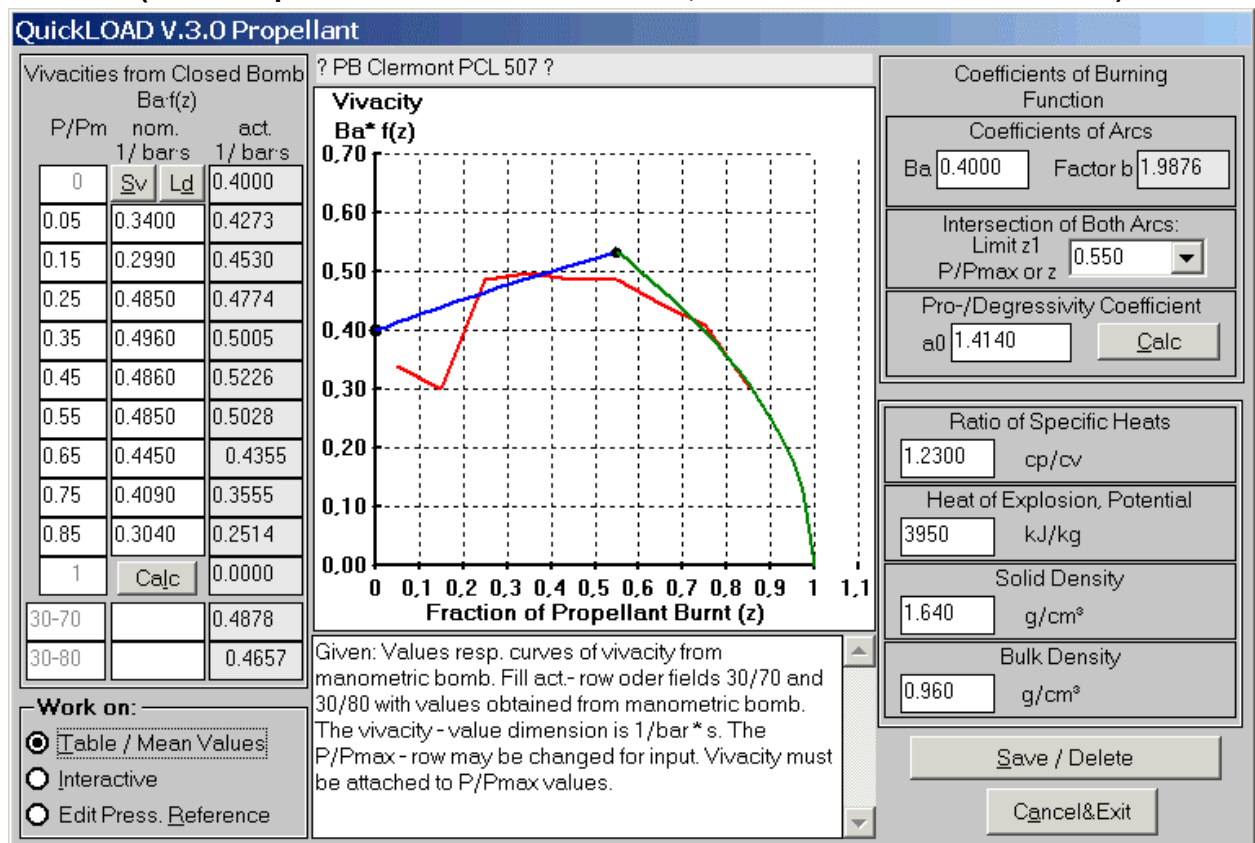 QuickLOAD V.3.0 Propellant
Vivacities from Closed Bomb
Ba·f(z)
P/Pm nom. act.
1/ bar·s 1/ bar·s
0 Sv Ld 0.4000
0.05 0.3400 0.4273
0.15 0.2990 0.4530
0.25 0.4850 0.4774
0.35 0.4960 0.5005
0.45 0.4860 0.5226
0.55 0.4850 0.5028
0.65 0.4450 0.4355
0.75 0.4090 0.3555
0.85 0.3040 0.2514
1 Calc 0.0000
30-70 0.4878
30-80 0.4657
Work on:
Table / Mean Values
Interactive
Edit Press. Reference
? PB Clermont PCL 507 ?
Vivacity
Ba* f(z)
0,70
0,60
0,50
0,40
0,30
0,20
0,10
0,00
0 0,1 0,2 0,3 0,4 0,5 0,6 0,7 0,8 0,9 1 1,1
Fraction of Propellant Burnt (z)
Given: Values resp. curves of vivacity from
manometric bomb. Fill act.- row oder fields 30/70 and
30/80 with values obtained from manometric bomb.
The vivacity - value dimension is 1/bar * s. The
P/Pmax - row may be changed for input. Vivacity must
be attached to P/Pmax values.
Coefficients of Burning
Function
Coefficients of Arcs
Ba 0.4000 Factor b 1.9876
Intersection of Both Arcs:
Limit z1
P/Pmax or z 0.550
Pro-/Degressivity Coefficient
a0 1.4140 Calc
Ratio of Specific Heats
1.2300 cp/cv
Heat of Explosion, Potential
3950 kJ/kg
Solid Density
1.640 g/cm³
Bulk Density
0.960 g/cm³
Save / Delete
Cancel&Exit